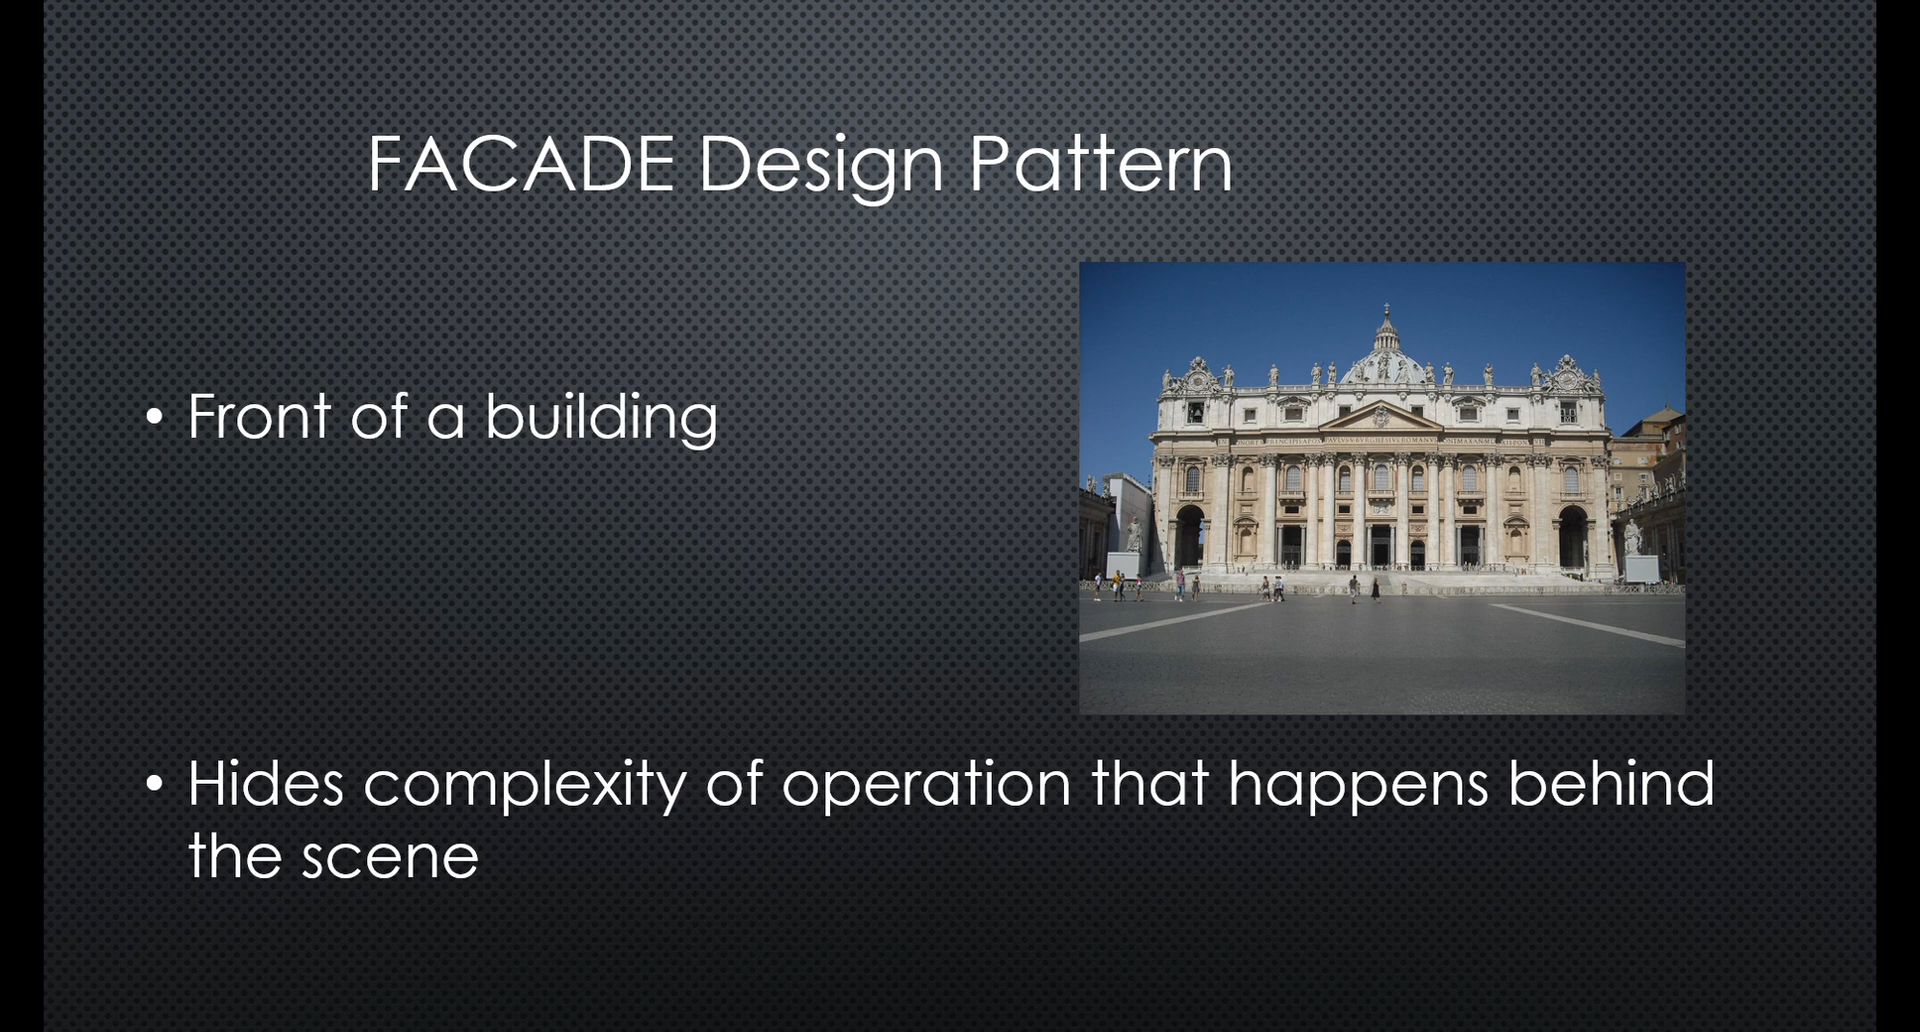 FACADE Design Pattern
• Front of a building
• Hides complexity of operation that happens behind
the scene